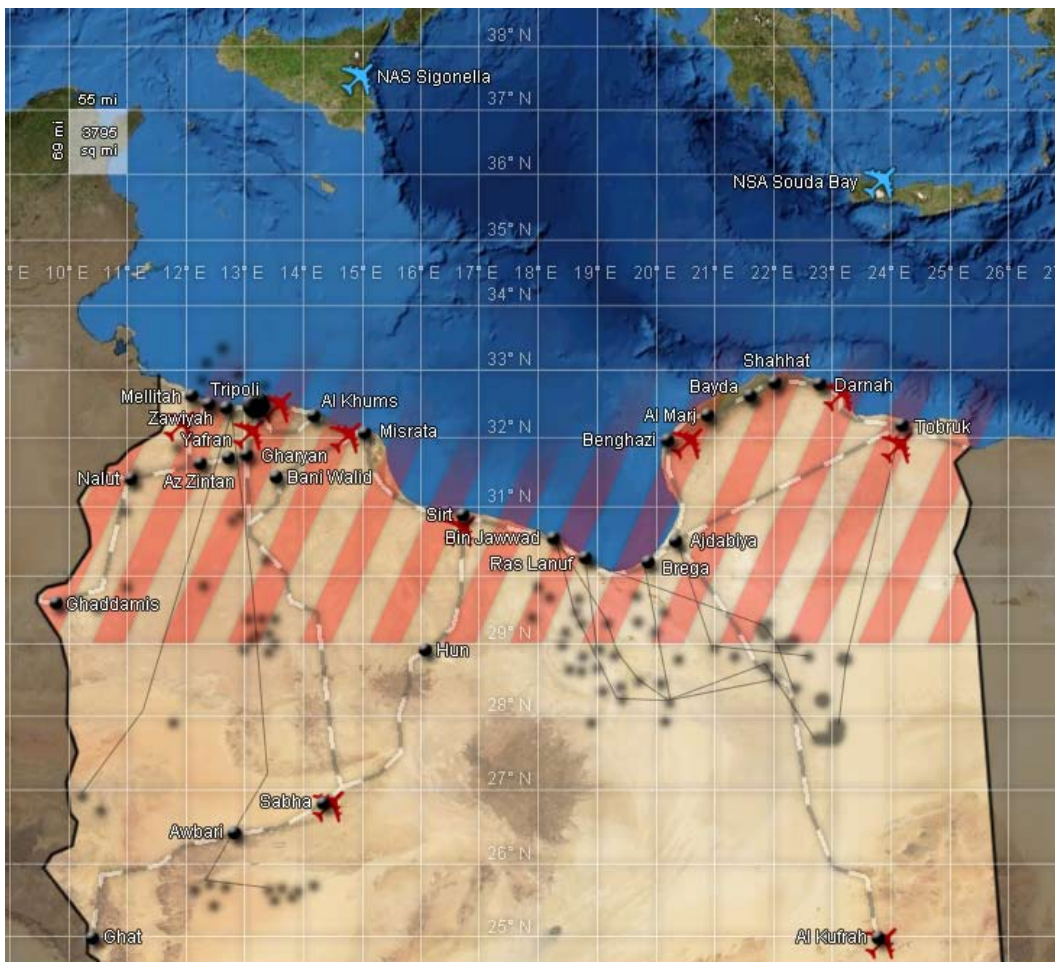 38° N
NAS Sigonella
55 mi
37° N
69 mi
3795
sq mi
36° N
NSA Souda Bay
35° N
° E 10° E 11° E 12° E 13° E 14° E 15° E 16° E 17° E 18° E 19° E 20° E 21° E 22° E 23° E 24° E 25° E 26° E 2
34° N
33° N
Shahhat
Mellitah
Tripoli
Bayda
Darnah
Zawiyah
Al Khums
Al Marj
Yafran
Misrata
32° N
Benghazi
Tobruk
Gharyan
Nalut
Az Zintan
Bani Walid
31° N
Sirt
Bin Jawwad
Ajdabiya
Ras Lanuf
Brega
Ghaddamis
29° N
Hun
28° N
27° N
Sabha
Awbari
26° N
Ghat
25° N
Al Kufrah